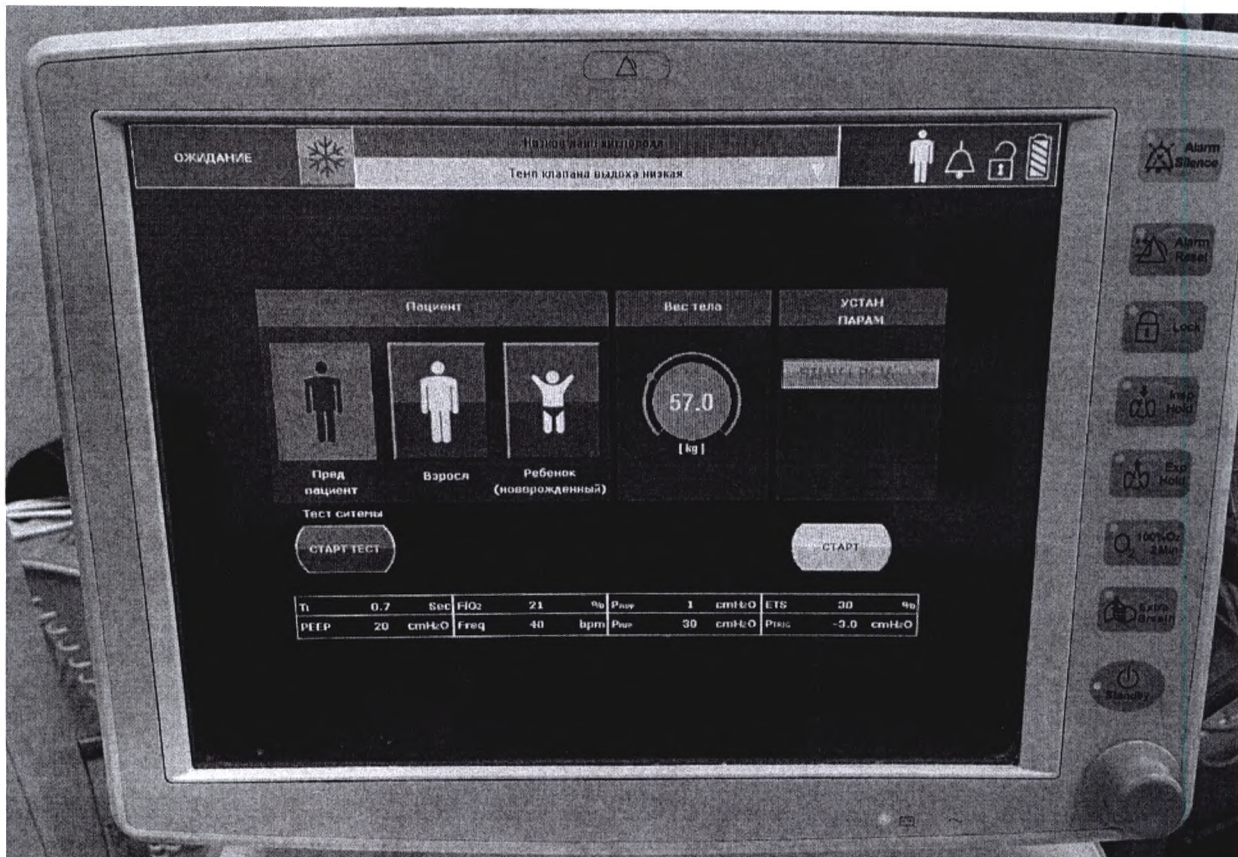 ОЖИДАНИЕ
Темп клапана выдоха низкая
Alarm Silence
Alarm Reset
Lock
Insp Hold
Exp Hold
O2 100%O2 2Min
Extra Breath
Standby
Пациент
Вес тела
УСТАН
ПАРАМ
57.0
[kg]
Пред
пациент
Взросл
Ребенок
(новорожденный)
Тест ситемы
СТАРТ ТЕСТ
СТАРТ
Ti 0.7 Sec FiO2 21 % 1 cmH2O ETS 30 %
PEEP 20 cmH2O Freq 40 bpm 30 cmH2O PTRIG -3.0 cmH2O